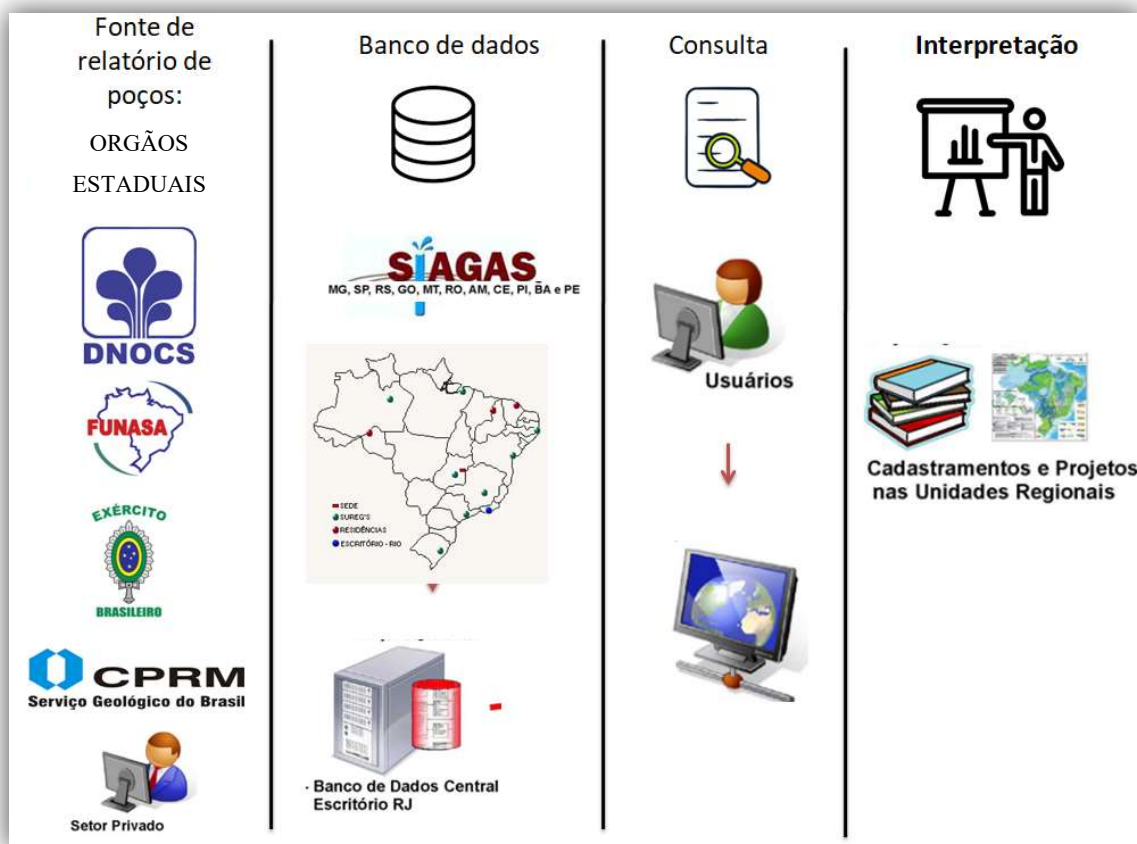 Fonte de
relatório de
poços:
ORGÃOS
ESTADUAIS
DNOCS
FUNASA
EXÉRCITO
BRASILEIRO
CPRM
Serviço Geológico do Brasil
Setor Privado
Banco de dados
SIAGAS
MG, SP, RS, GO, MT, RO, AM, CE, PI, BA e PE
SEDE
SUREG'S
RESIDÊNCIAS
ESCRITÓRIO - RIO
- Banco de Dados Central
Escritório RJ
Consulta
Usuários
Interpretação
Cadastramentos e Projetos
nas Unidades Regionais